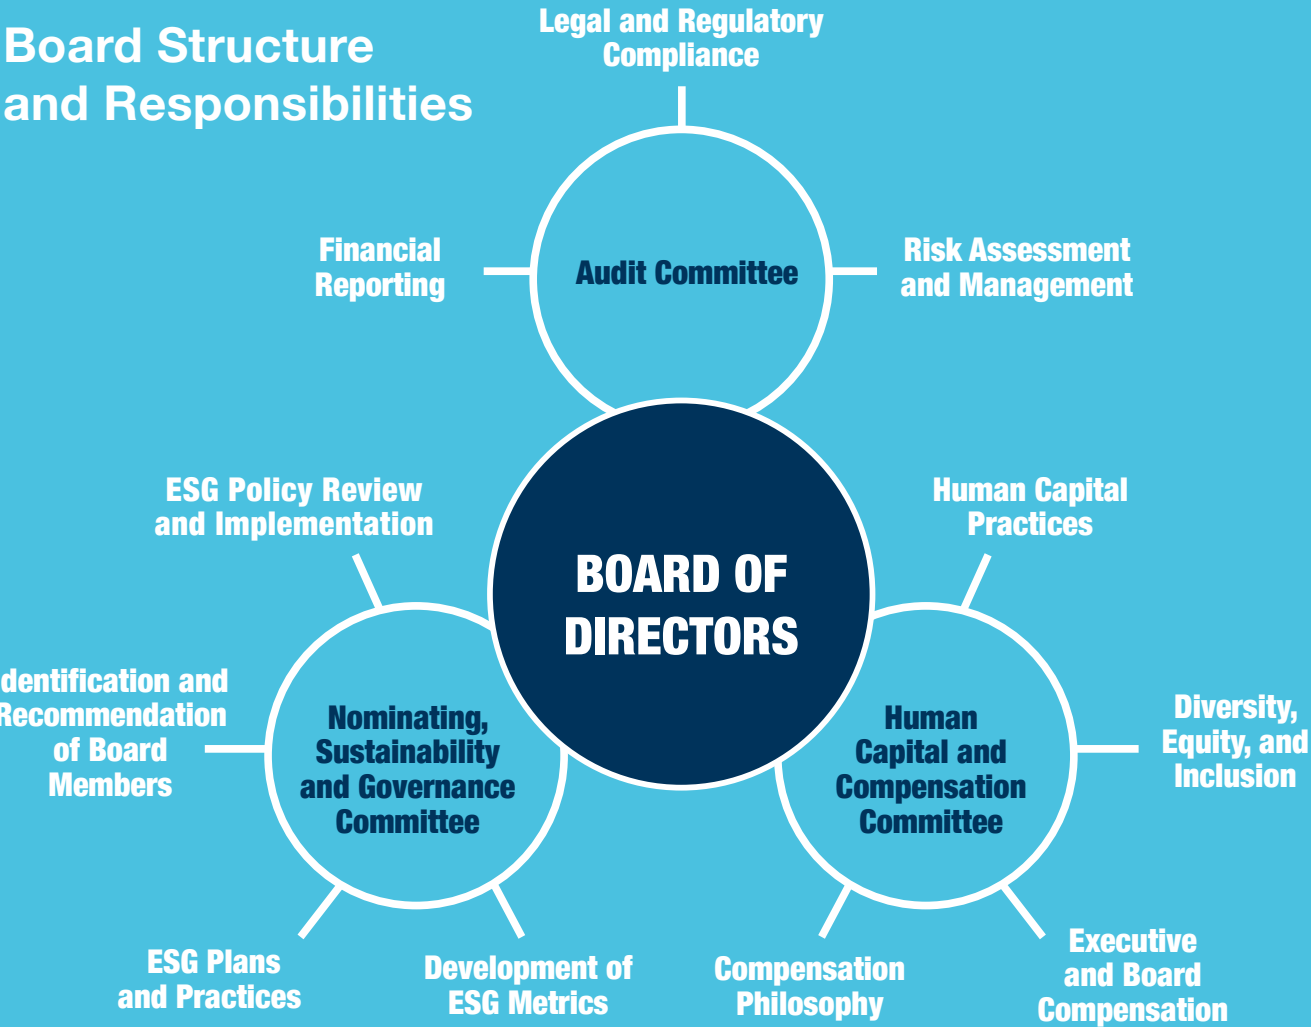 Board Structure
and Responsibilities
Legal and Regulatory
Compliance
Financial
Reporting
Audit Committee
Risk Assessment
and Management
ESG Policy Review
and Implementation
Human Capital
Practices
BOARD OF
DIRECTORS
dentification and
Recommendation
of Board
Members
Nominating,
Sustainability
and Governance
Committee
Human
Capital and
Compensation
Committee
Diversity,
Equity, and
Inclusion
ESG Plans
and Practices
Development of
ESG Metrics
Compensation
Philosophy
Executive
and Board
Compensation